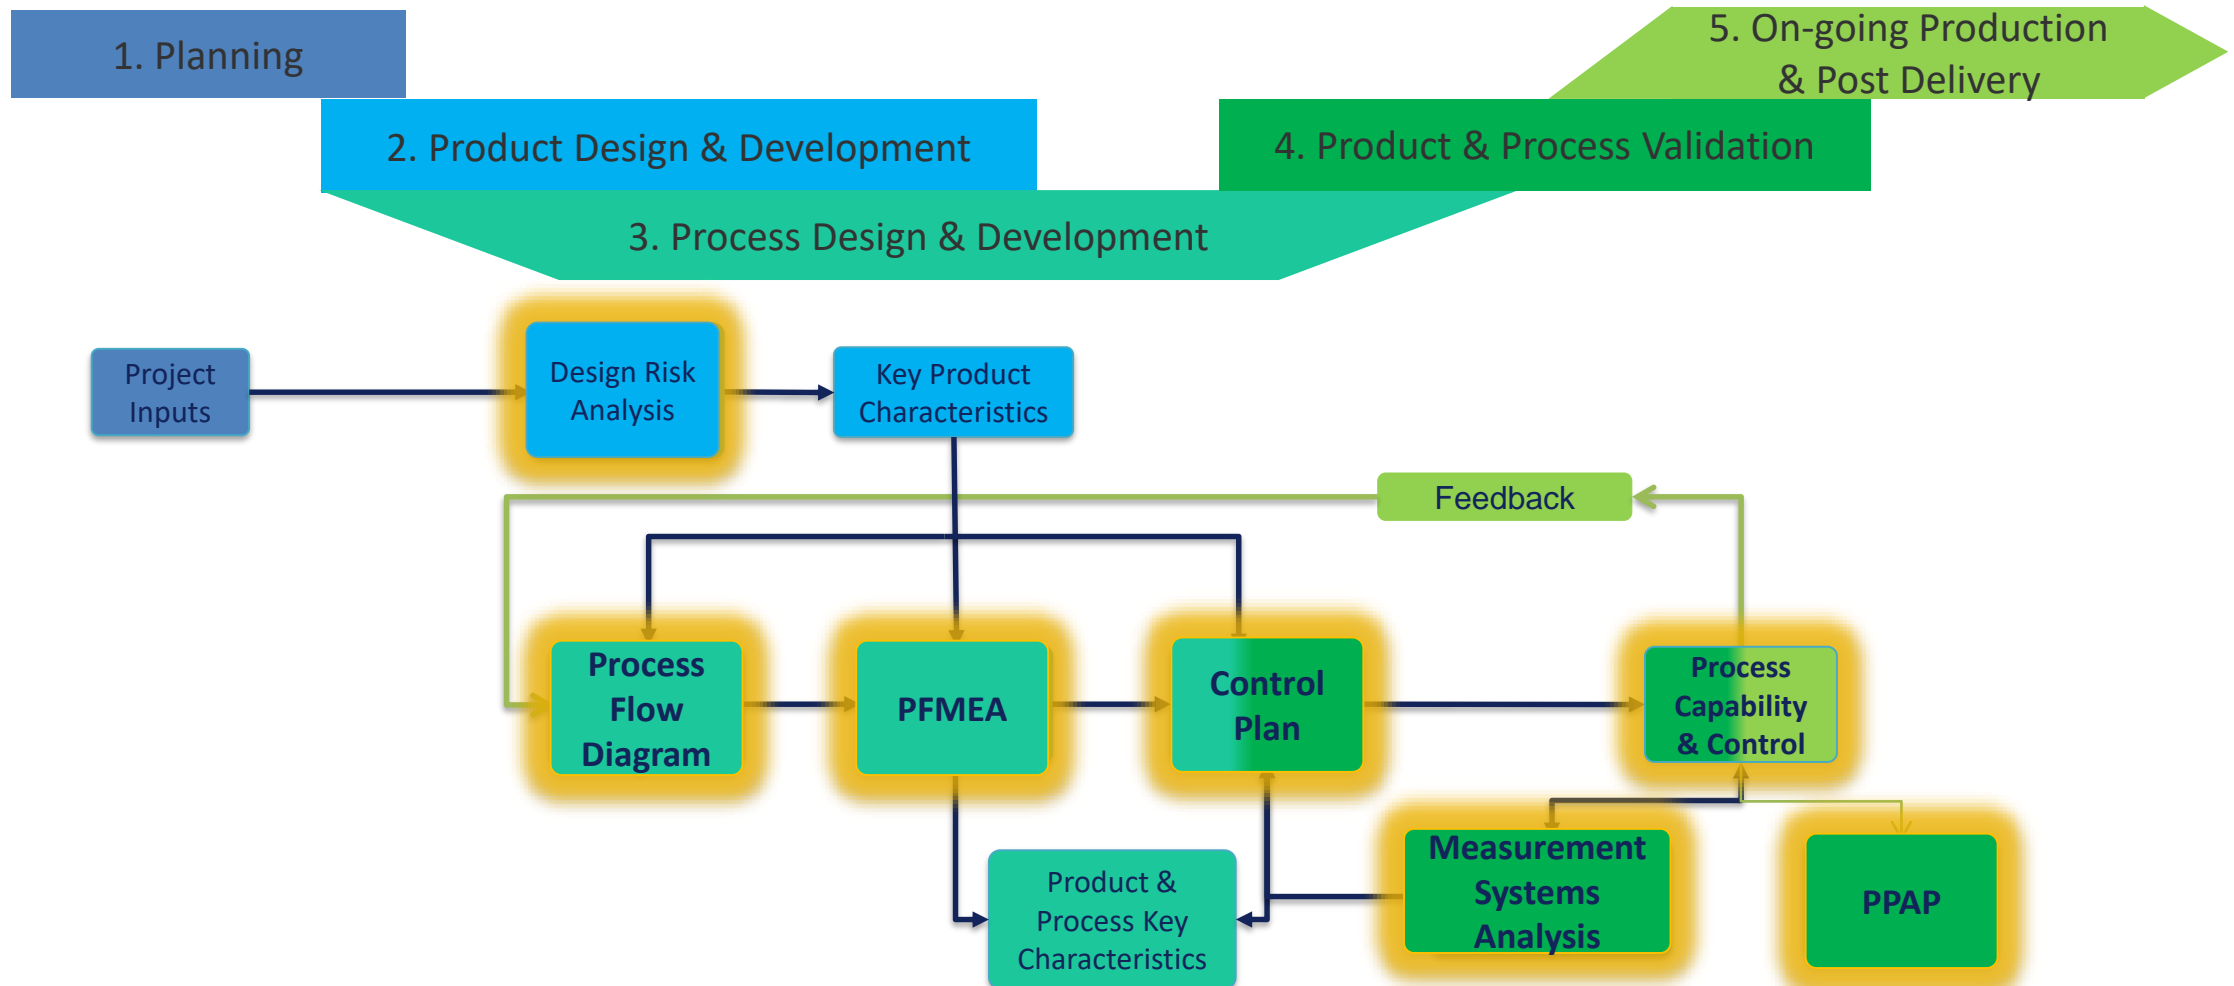 1. Planning
5. On-going Production
& Post Delivery
2. Product Design & Development
4. Product & Process Validation
3. Process Design & Development
Project
Inputs
Design Risk
Analysis
Key Product
Characteristics
Feedback
Process
Flow
Diagram
PFMEA
Control
Plan
Process
Capability
& Control
Product &
Process Key
Characteristics
Measurement
Systems
Analysis
PPAP